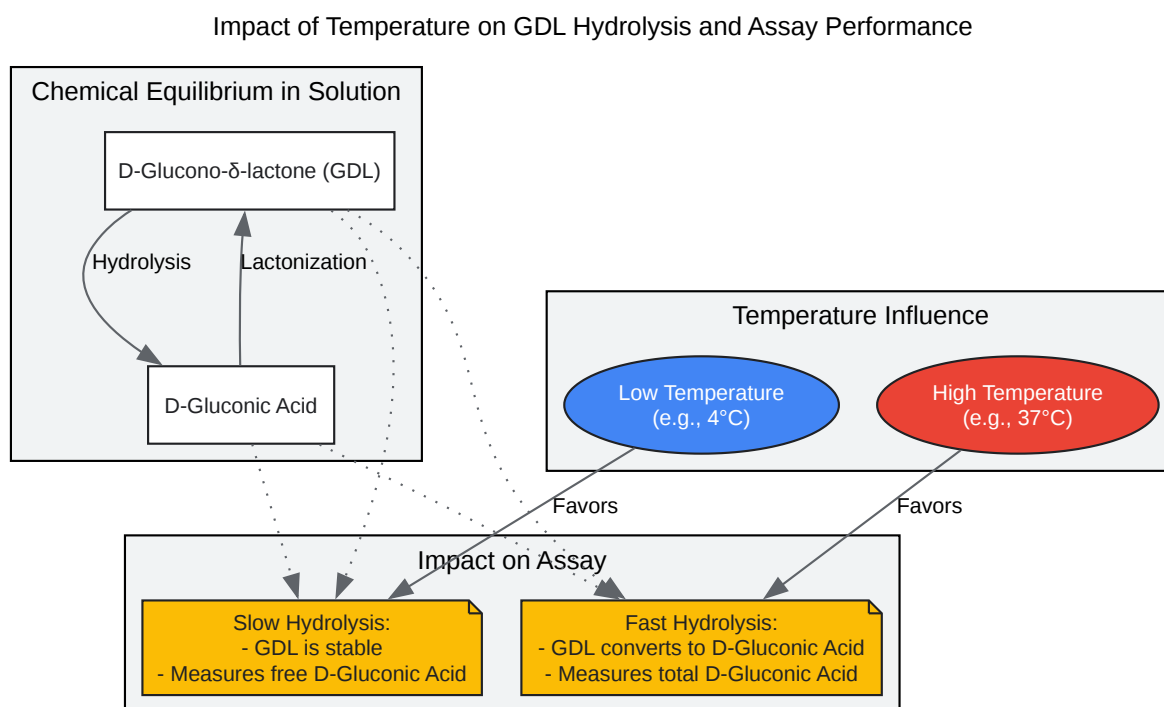 Impact of Temperature on GDL Hydrolysis and Assay Performance
Chemical Equilibrium in Solution
D-Glucono-δ-lactone (GDL)
Hydrolysis
Lactonization
D-Gluconic Acid
Temperature Influence
Low Temperature
(e.g., 4°C)
High Temperature
(e.g., 37°C)
Favors
Favors
Impact on Assay
Slow Hydrolysis:
- GDL is stable
- Measures free D-Gluconic Acid
Fast Hydrolysis:
- GDL converts to D-Gluconic Acid
- Measures total D-Gluconic Acid